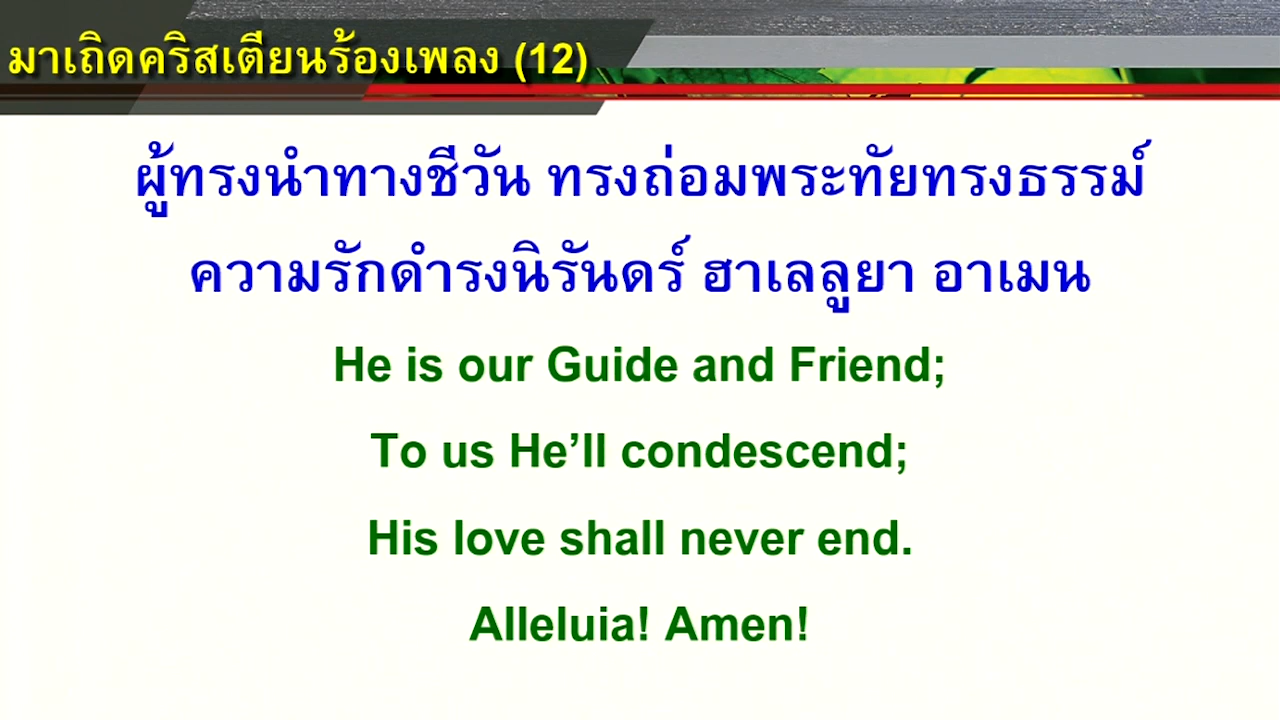 มาเถิดคริสเตียนร้องเพลง (12)
ผู้ทรงนำทางชีวัน ทรงถ่อมพระทัยทรงธรรม์
ความรักดำรงนิรันดร์ ฮาเลลูยา อาเมน
He is our Guide and Friend;
To us He’ll condescend;
His love shall never end.
Alleluia! Amen!